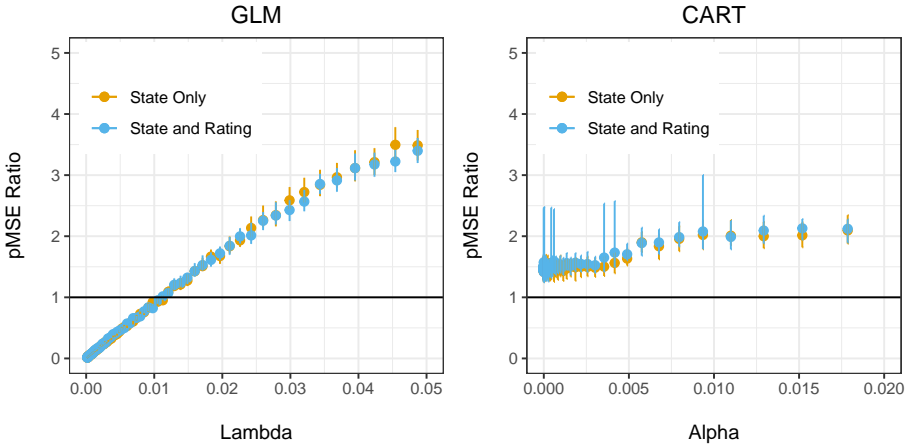 GLM
pMSE Ratio
5
4
3
2
1
0
State Only
State and Rating
0.00
0.01
0.02
0.03
0.04
0.05
Lambda
CART
pMSE Ratio
5
4
3
2
1
0
State Only
State and Rating
0.000
0.005
0.010
0.015
0.020
Alpha